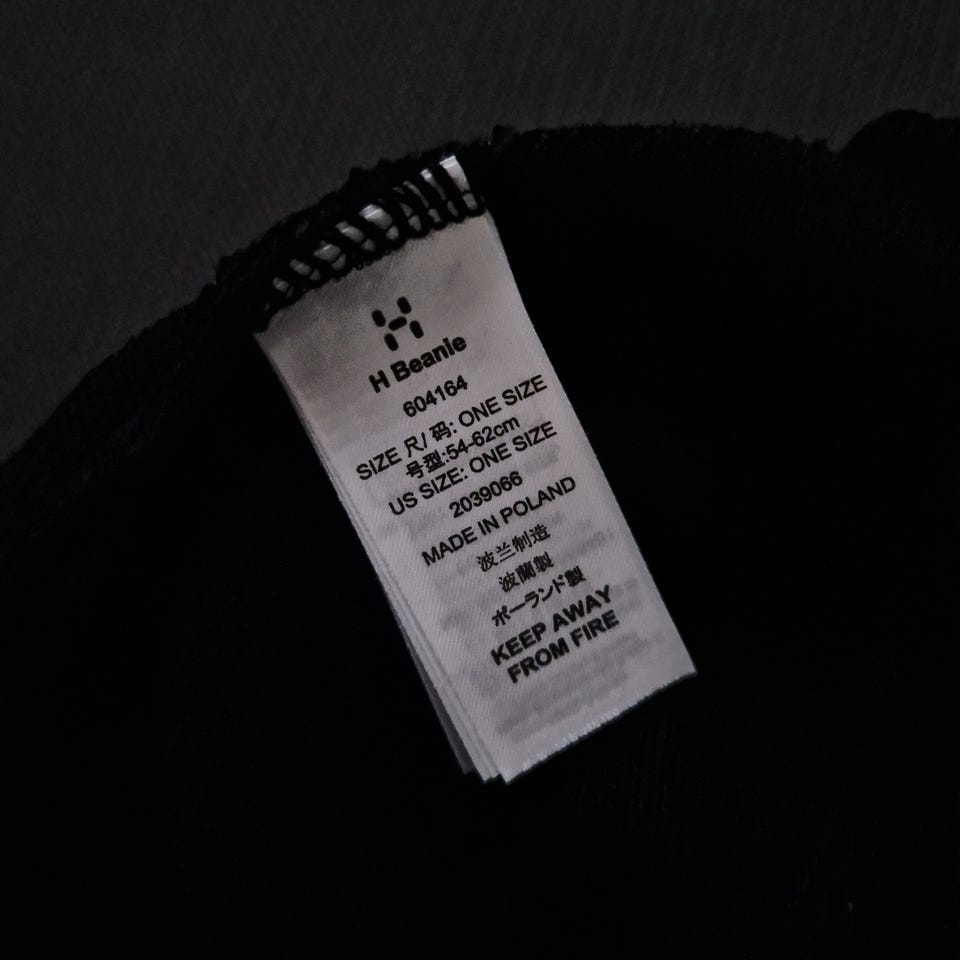 H Beanie
604164
SIZE 尺/ 码: ONE SIZE
号型:54-62cm
US SIZE: ONE SIZE
2039066
MADE IN POLAND
波兰制造
波蘭製
ポーランド製
KEEP AWAY
FROM FIRE